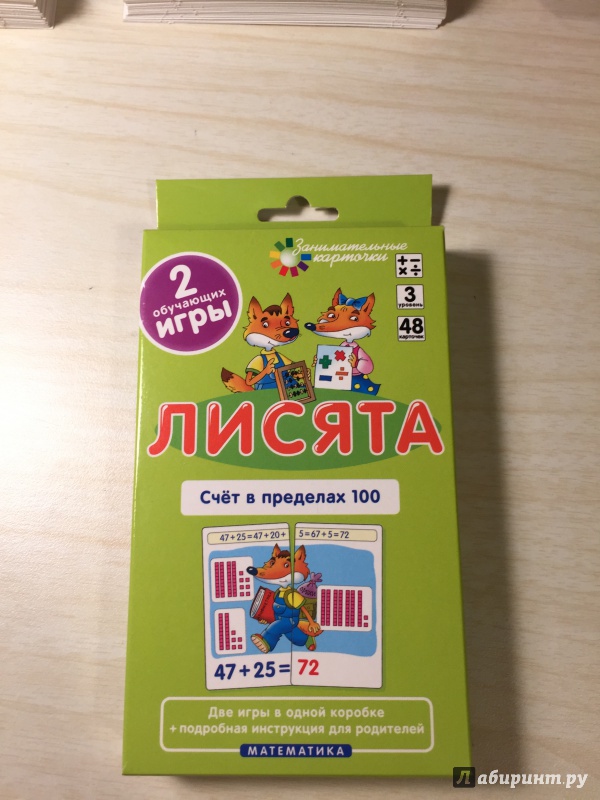 Занимательные
карточки
2
обучающих
игры
+ −
× ÷
3
уровень
48
карточек
ЛИСЯТА
Счёт в пределах 100
47+25=47+20+5=67+5=72
47+25=72
Две игры в одной коробке
+ подробная инструкция для родителей
МАТЕМАТИКА
Лабиринт.ру